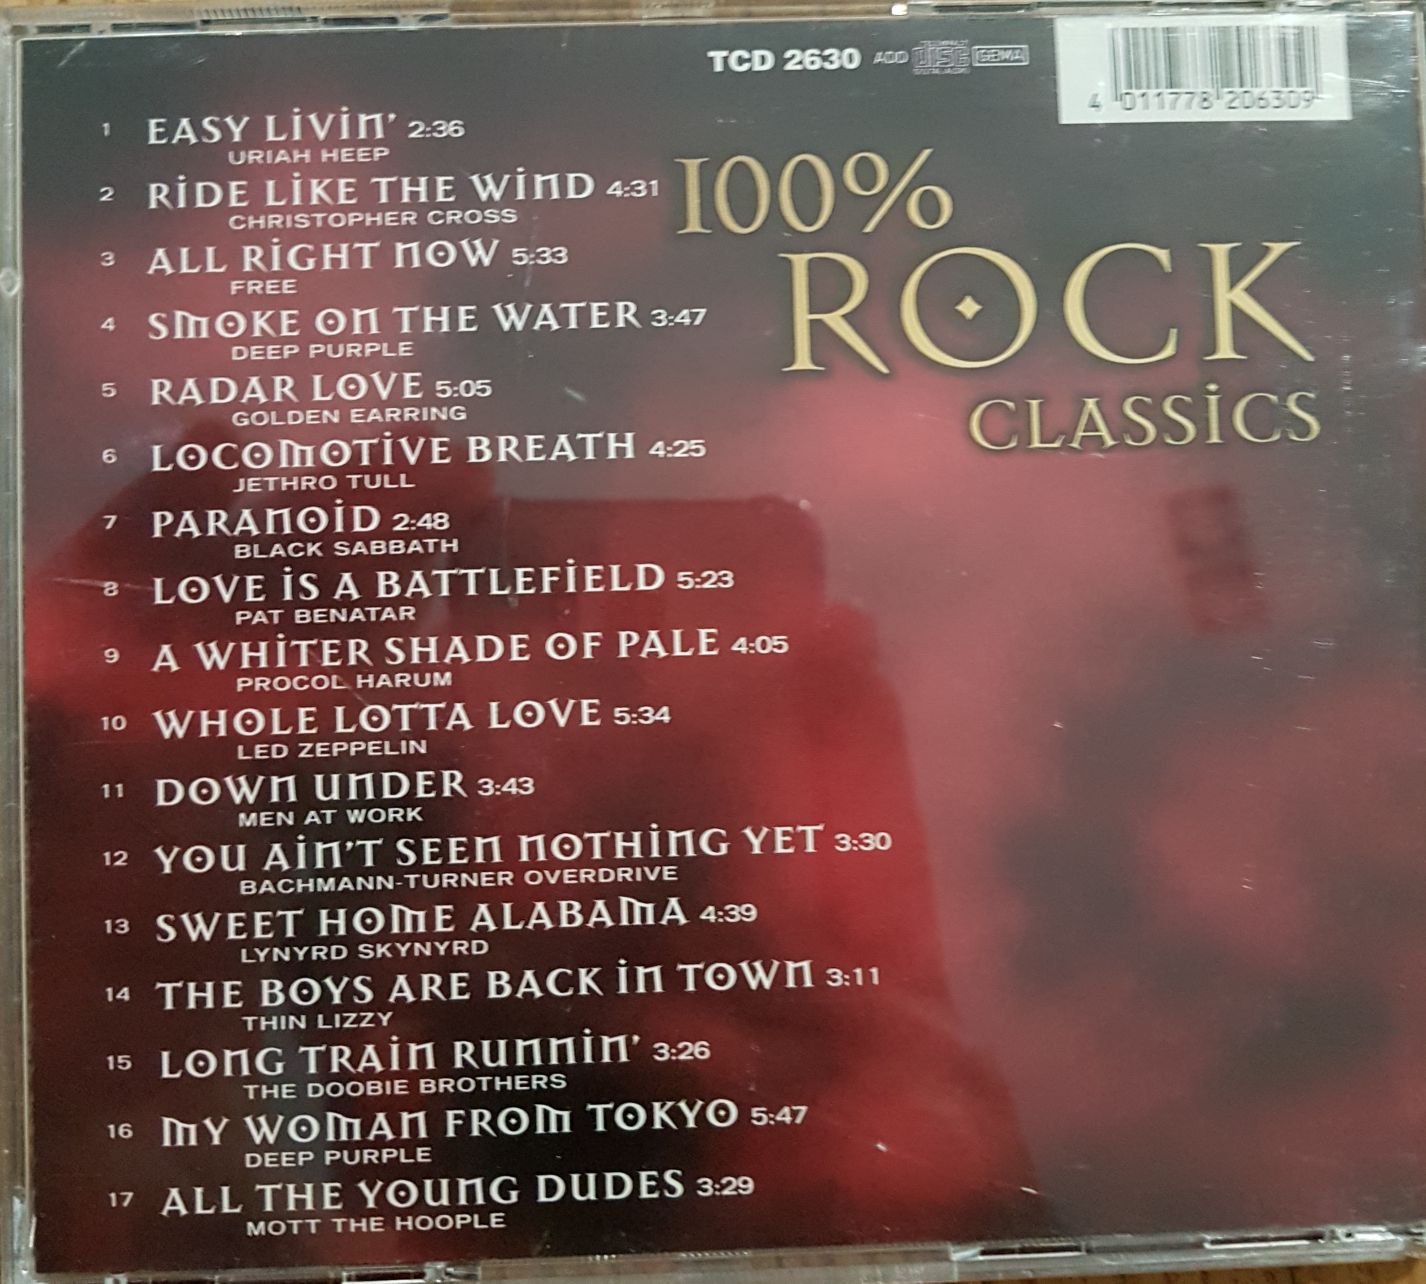 TCD 2630 ADD COMPACT DISC DIGITAL AUDIO GEMA
4 011778 206309
100%
ROCK
CLASSICS
1 EASY LIVIN' 2:36
URIAH HEEP
2 RIDE LIKE THE WIND 4:31
CHRISTOPHER CROSS
3 ALL RIGHT NOW 5:33
FREE
4 SMOKE ON THE WATER 3:47
DEEP PURPLE
5 RADAR LOVE 5:05
GOLDEN EARRING
6 LOCOMOTIVE BREATH 4:25
JETHRO TULL
7 PARANOID 2:48
BLACK SABBATH
8 LOVE IS A BATTLEFIELD 5:23
PAT BENATAR
9 A WHITER SHADE OF PALE 4:05
PROCOL HARUM
10 WHOLE LOTTA LOVE 5:34
LED ZEPPELIN
11 DOWN UNDER 3:43
MEN AT WORK
12 YOU AIN'T SEEN NOTHING YET 3:30
BACHMANN-TURNER OVERDRIVE
13 SWEET HOME ALABAMA 4:39
LYNYRD SKYNYRD
14 THE BOYS ARE BACK IN TOWN 3:11
THIN LIZZY
15 LONG TRAIN RUNNIN' 3:26
THE DOOBIE BROTHERS
16 MY WOMAN FROM TOKYO 5:47
DEEP PURPLE
17 ALL THE YOUNG DUDES 3:29
MOTT THE HOOPLE